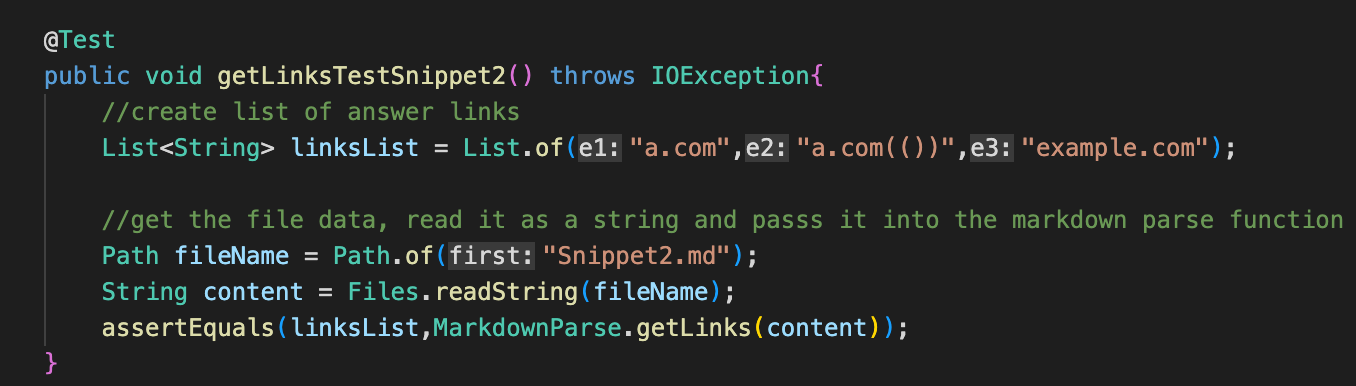 @Test
public void getLinksTestSnippet2() throws IOException{
//create list of answer links
List<String> linksList = List.of(e1: "a.com",e2: "a.com(())",e3: "example.com");
//get the file data, read it as a string and passs it into the markdown parse function
Path fileName = Path.of(first: "Snippet2.md");
String content = Files.readString(fileName);
assertEquals(linksList,MarkdownParse.getLinks(content));
}